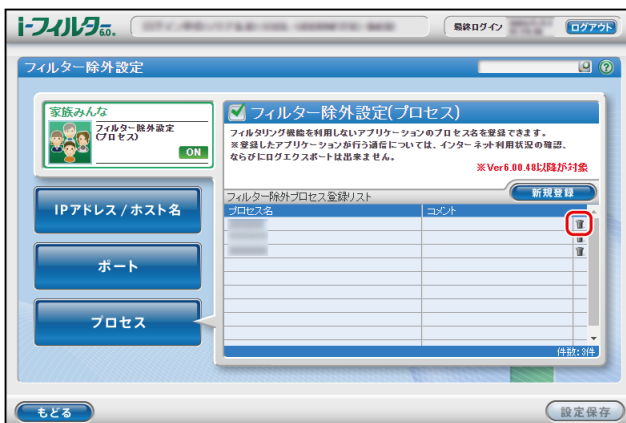 i-フィルター6.0.
最終ログイン
ログアウト
フィルター除外設定
家族みんな
フィルター除外設定
(プロセス)
ON
IPアドレス/ホスト名
ポート
プロセス
フィルター除外設定(プロセス)
フィルタリング機能を利用しないアプリケーションのプロセス名を登録できます。
※登録したアプリケーションが行う通信については、インターネット利用状況の確認、
ならびにログエクスポートは出来ません。
※Ver6.00.48以降が対象
フィルター除外プロセス登録リスト
新規登録
プロセス名 コメント
件数:3件
もどる
設定保存